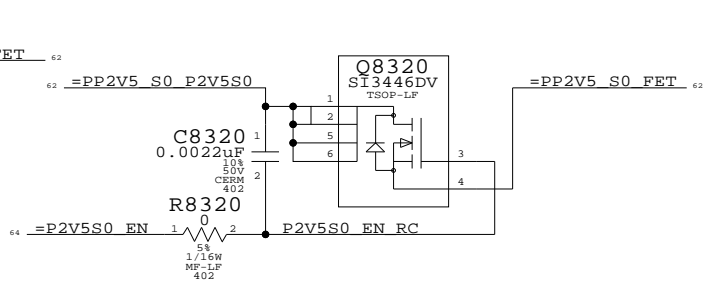 ET 62
62 =PP2V5_S0_P2V5S0
Q8320
SI3446DV
TSOP-LF
=PP2V5_S0_FET 62
1
2
5
6
3
4
C8320 1
0.0022uF
10%
50V
CERM 2
402
R8320
0
64 =P2V5S0_EN 1 2 P2V5S0_EN_RC
5%
1/16W
MF-LF
402